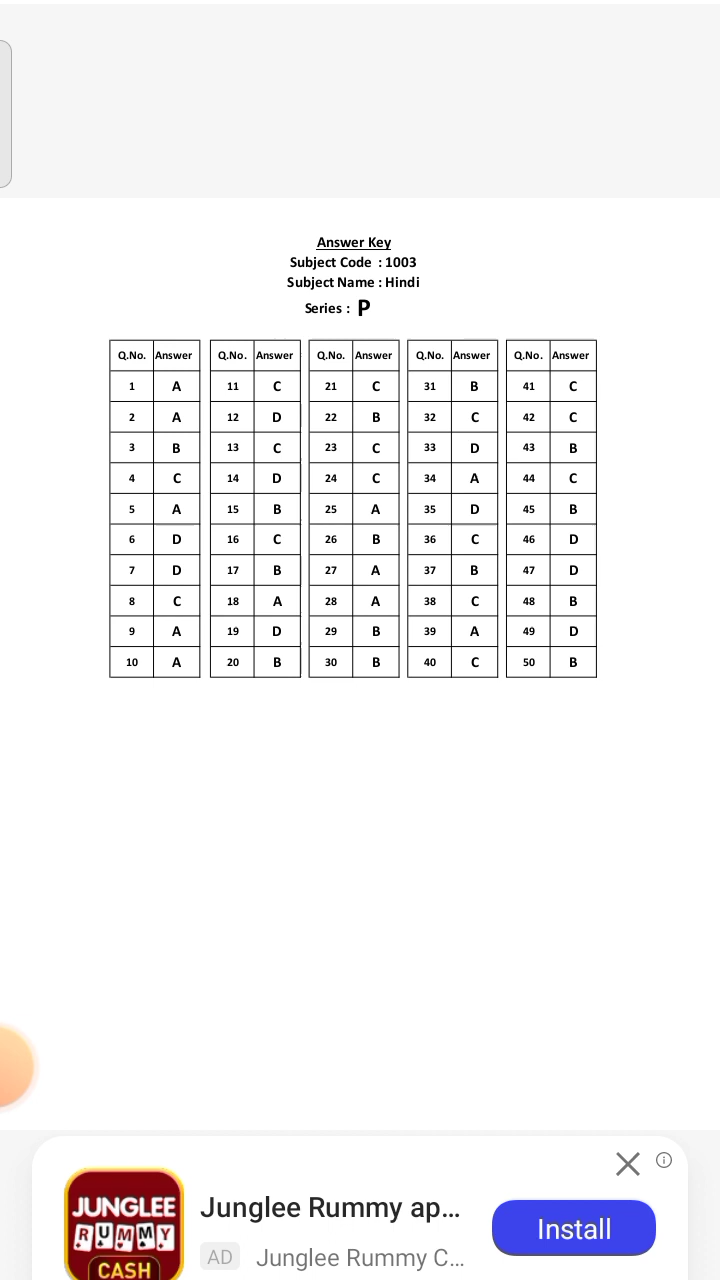 Answer Key
Subject Code : 1003
Subject Name : Hindi
Series : P
Q.No. Answer Q.No. Answer Q.No. Answer Q.No. Answer Q.No. Answer
1 A 11 C 21 C 31 B 41 C
2 A 12 D 22 B 32 C 42 C
3 B 13 C 23 C 33 D 43 B
4 C 14 D 24 C 34 A 44 C
5 A 15 B 25 A 35 D 45 B
6 D 16 C 26 B 36 C 46 D
7 D 17 B 27 A 37 B 47 D
8 C 18 A 28 A 38 C 48 B
9 A 19 D 29 B 39 A 49 D
10 A 20 B 30 B 40 C 50 B
JUNGLEE
RUMMY
CASH
Junglee Rummy ap...
AD Junglee Rummy C...
Install